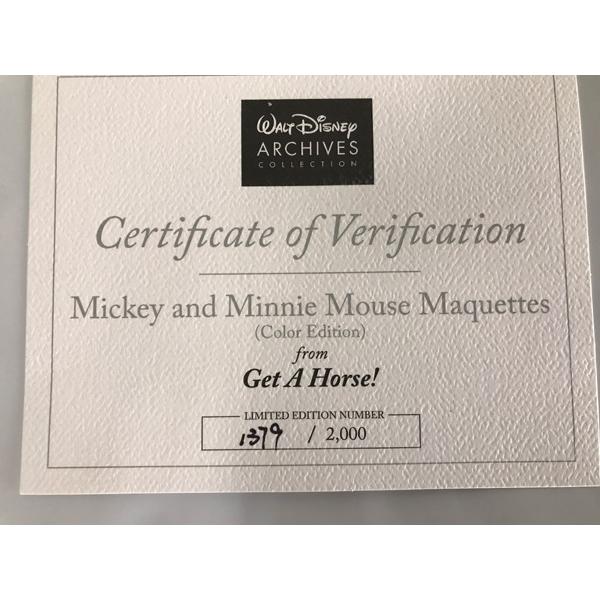 WALT DISNEY
ARCHIVES
COLLECTION
Certificate of Verification
Mickey and Minnie Mouse Maquettes
(Color Edition)
from
Get A Horse!
LIMITED EDITION NUMBER
1379 / 2,000